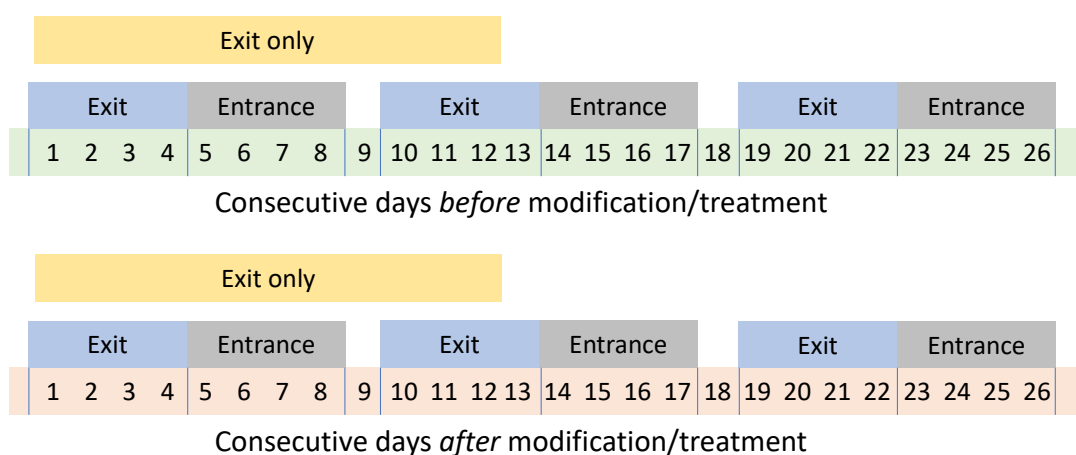 Exit only
Exit Entrance Exit Entrance Exit Entrance
1 2 3 4 5 6 7 8 9 10 11 12 13 14 15 16 17 18 19 20 21 22 23 24 25 26
Consecutive days before modification/treatment
Exit only
Exit Entrance Exit Entrance Exit Entrance
1 2 3 4 5 6 7 8 9 10 11 12 13 14 15 16 17 18 19 20 21 22 23 24 25 26
Consecutive days after modification/treatment